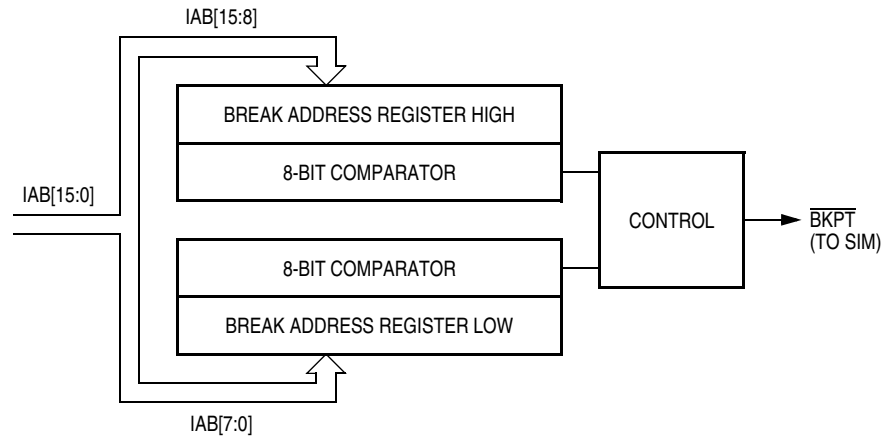 IAB[15:8]
BREAK ADDRESS REGISTER HIGH
8-BIT COMPARATOR
IAB[15:0]
CONTROL
BKPT
(TO SIM)
8-BIT COMPARATOR
BREAK ADDRESS REGISTER LOW
IAB[7:0]